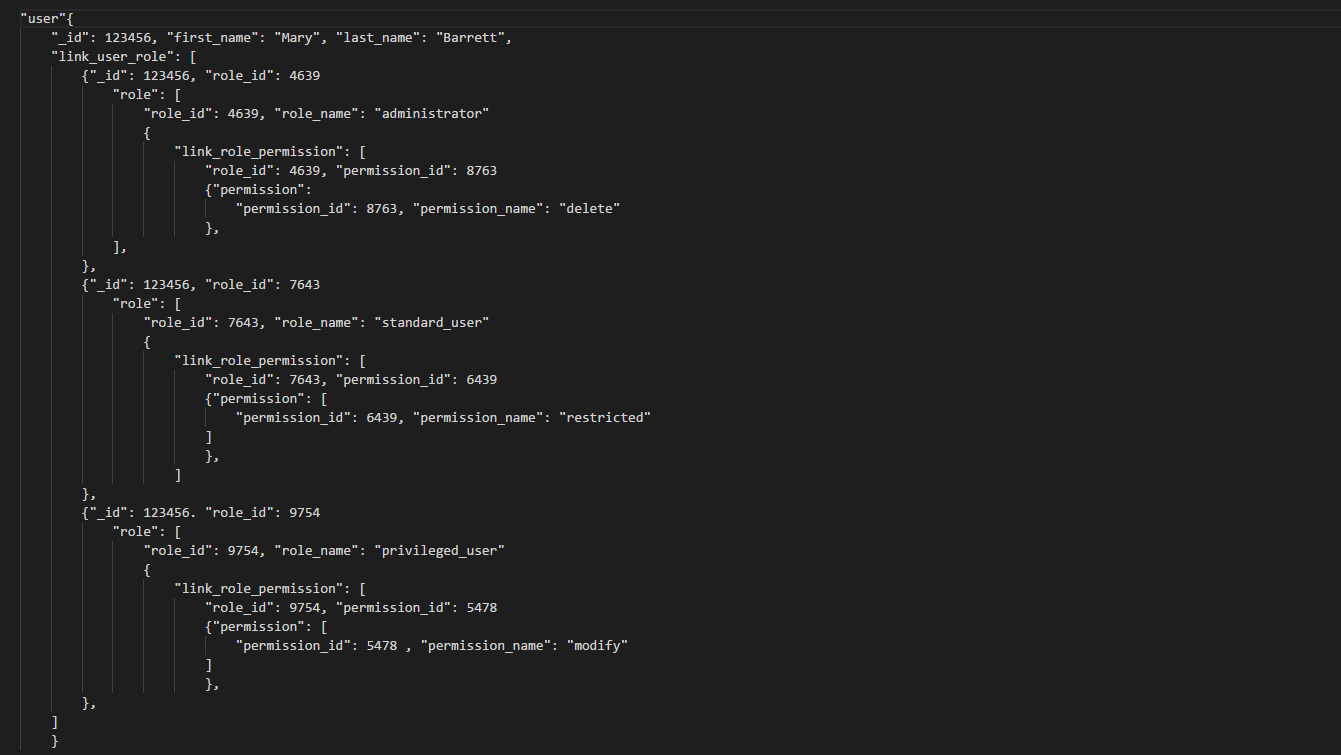 "user"{
"_id": 123456, "first_name": "Mary", "last_name": "Barrett",
"link_user_role": [
{"_id": 123456, "role_id": 4639
"role": [
"role_id": 4639, "role_name": "administrator"
{
"link_role_permission": [
"role_id": 4639, "permission_id": 8763
{"permission":
"permission_id": 8763, "permission_name": "delete"
},
],
},
{"_id": 123456, "role_id": 7643
"role": [
"role_id": 7643, "role_name": "standard_user"
{
"link_role_permission": [
"role_id": 7643, "permission_id": 6439
{"permission": [
"permission_id": 6439, "permission_name": "restricted"
]
},
]
},
{"_id": 123456. "role_id": 9754
"role": [
"role_id": 9754, "role_name": "privileged_user"
{
"link_role_permission": [
"role_id": 9754, "permission_id": 5478
{"permission": [
"permission_id": 5478 , "permission_name": "modify"
]
},
},
]
}